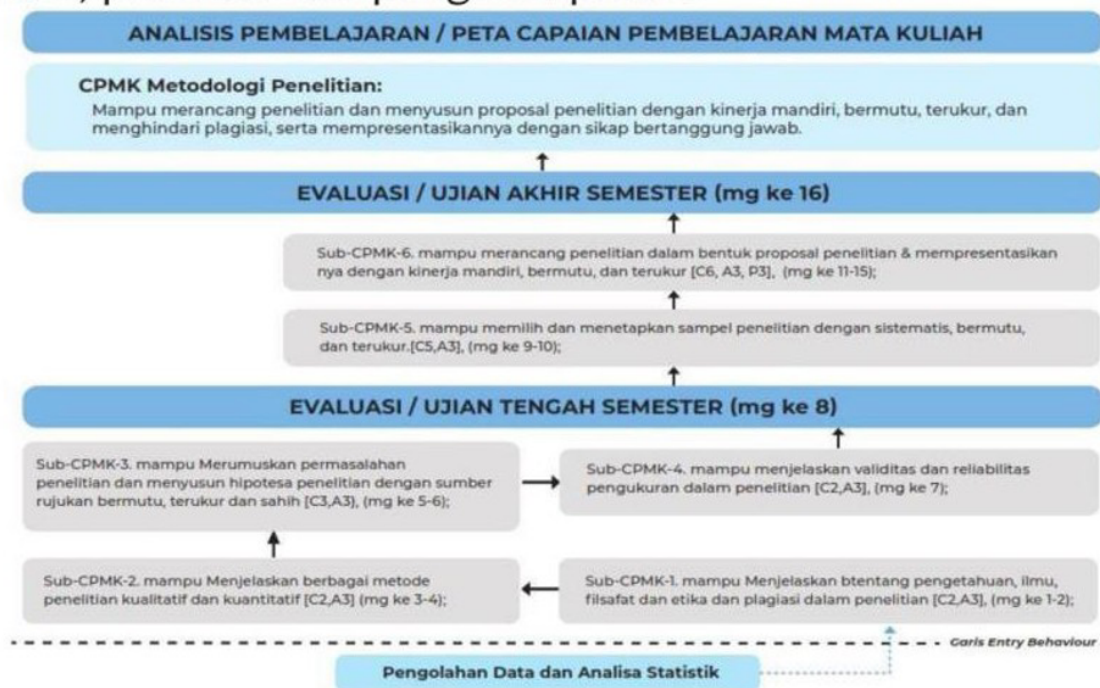 ANALISIS PEMBELAJARAN / PETA CAPAIAN PEMBELAJARAN MATA KULIAH
CPMK Metodologi Penelitian:
Mampu merancang penelitian dan menyusun proposal penelitian dengan kinerja mandiri, bermutu, terukur, dan
menghindari plagiasi, serta mempresentasikannya dengan sikap bertanggung jawab.
EVALUASI / UJIAN AKHIR SEMESTER (mg ke 16)
Sub-CPMK-6. mampu merancang penelitian dalam bentuk proposal penelitian & mempresentasikan
nya dengan kinerja mandiri, bermutu, dan terukur [C6, A3, P3], (mg ke 11-15);
Sub-CPMK-5. mampu memilih dan menetapkan sampel penelitian dengan sistematis, bermutu,
dan terukur.[C5,A3], (mg ke 9-10);
EVALUASI / UJIAN TENGAH SEMESTER (mg ke 8)
Sub-CPMK-3. mampu Merumuskan permasalahan
penelitian dan menyusun hipotesa penelitian dengan sumber
rujukan bermutu, terukur dan sahih [C3,A3), (mg ke 5-6);
Sub-CPMK-4. mampu menjelaskan validitas dan reliabilitas
pengukuran dalam penelitian [C2,A3], (mg ke 7);
Sub-CPMK-2. mampu Menjelaskan berbagai metode
penelitian kualitatif dan kuantitatif [C2,A3] (mg ke 3-4);
Sub-CPMK-1. mampu Menjelaskan btentang pengetahuan, ilmu,
filsafat dan etika dan plagiasi dalam penelitian [C2,A3], (mg ke 1-2);
Garis Entry Behaviour
Pengolahan Data dan Analisa Statistik